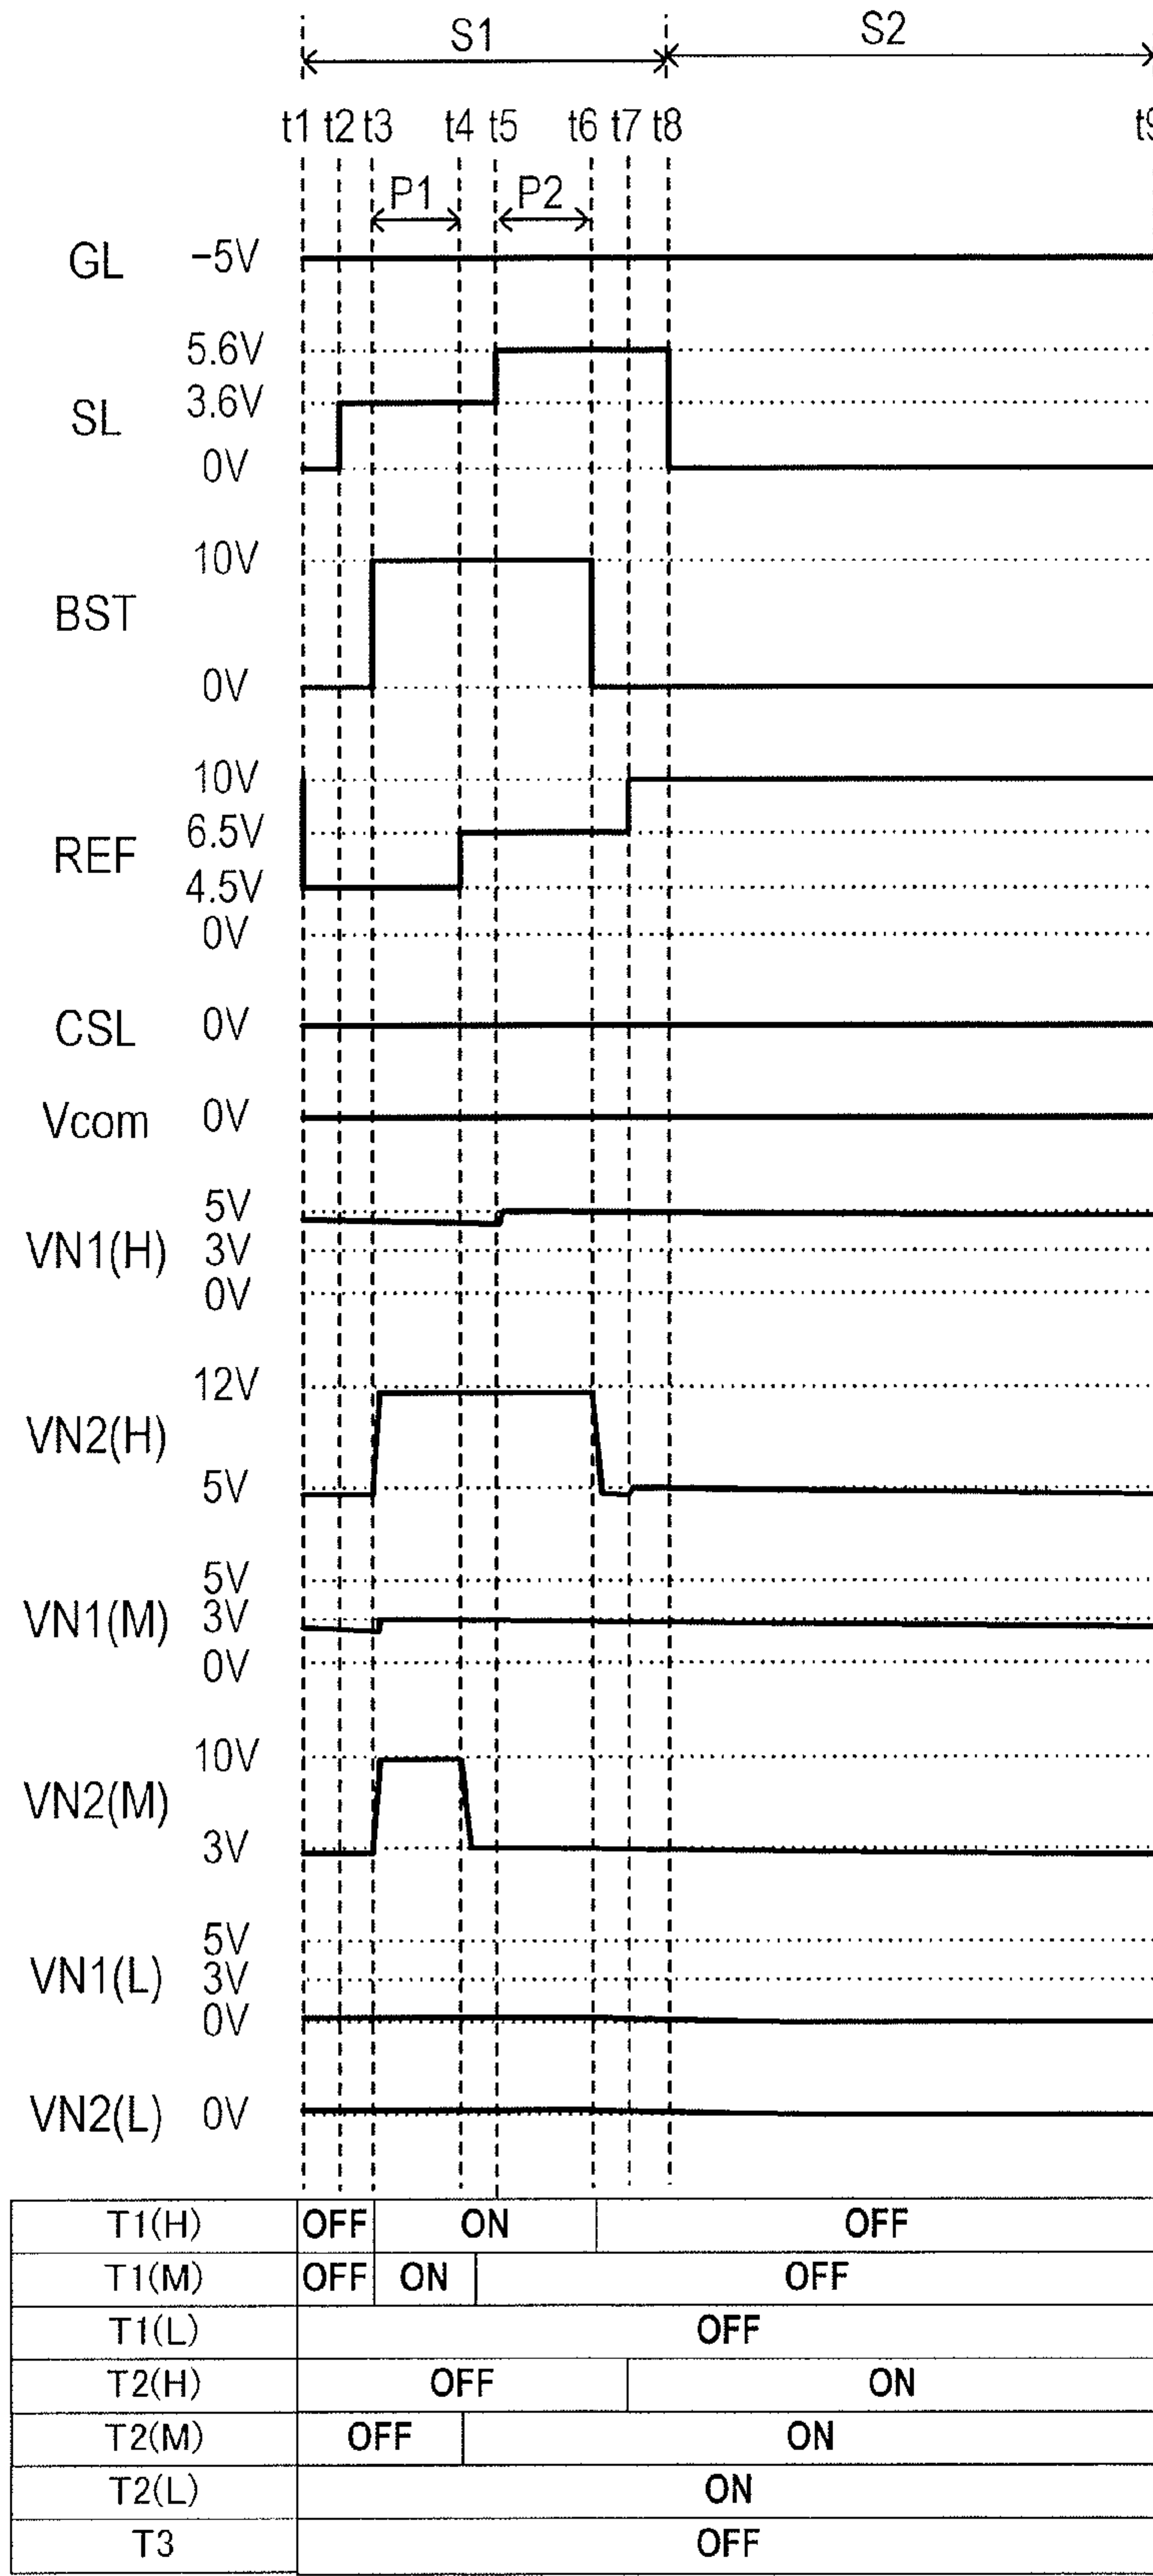 S1 S2
t1 t2 t3 t4 t5 t6 t7 t8 t9
P1 P2
GL -5V
5.6V
SL 3.6V
0V
10V
BST
0V
10V
6.5V
REF
4.5V
0V
CSL 0V
Vcom 0V
5V
VN1(H) 3V
0V
12V
VN2(H)
5V
5V
VN1(M) 3V
0V
10V
VN2(M)
3V
5V
VN1(L) 3V
0V
VN2(L) 0V
T1(H) OFF ON OFF
T1(M) OFF ON OFF
T1(L) OFF
T2(H) OFF ON
T2(M) OFF ON
T2(L) ON
T3 OFF